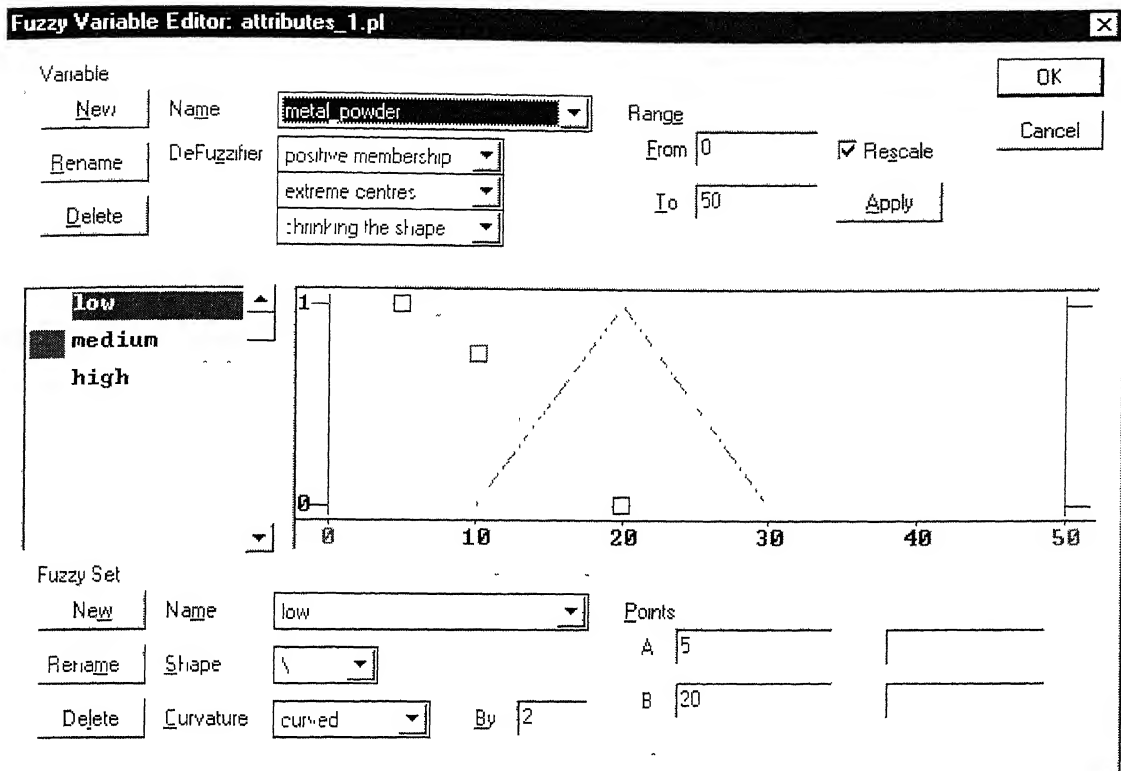 Fuzzy Variable Editor: attributes_1.pl
Variable
OK
New Name metal_powder
Range
Cancel
From 0 Rescale
Rename DeFuzzifier positive membership
extreme centres
To 50 Apply
Delete
shrinking the shape
low
medium
high
1
0
0 10 20 30 40 50
Fuzzy Set
New Name low
Points
A 5
Rename Shape \
B 20
Delete Curvature curved By 2